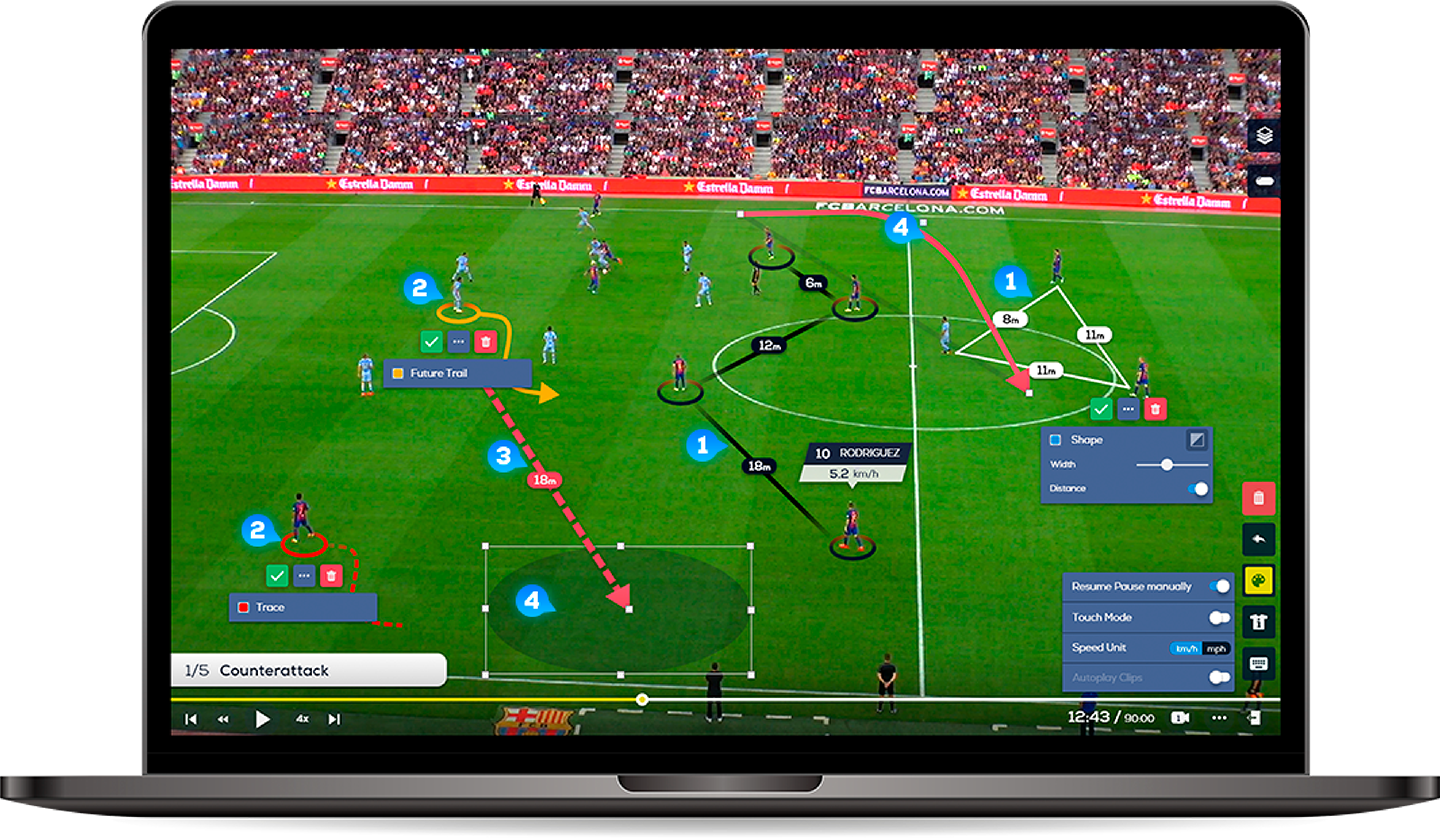 Estrella Damm
Estrella Damm
Estrella Damm
Estrella Damm
FCBARCELONA.COM
Estrella Damm
Estrella Damm
FCBARCELONA.COM
4
6m
1
2
8m
11m
12m
11m
Future Trail
1
3
18m
18m
10 RODRIGUEZ
5.2 km/h
Shape
Width
Distance
2
4
Trace
Resume Pause manually
Touch Mode
Speed Unit km/h mph
Autoplay Clips
1/5 Counterattack
4x
12:43 / 90:00
1